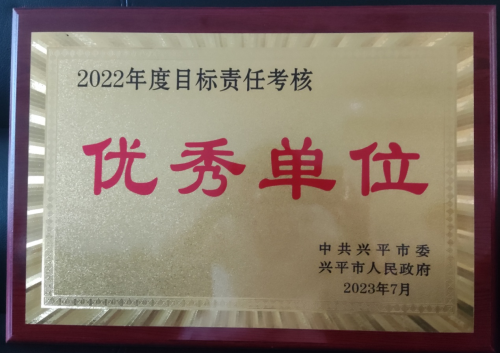 2022年度目标责任考核
优秀单位
中共兴平市委
兴平市人民政府
2023年7月